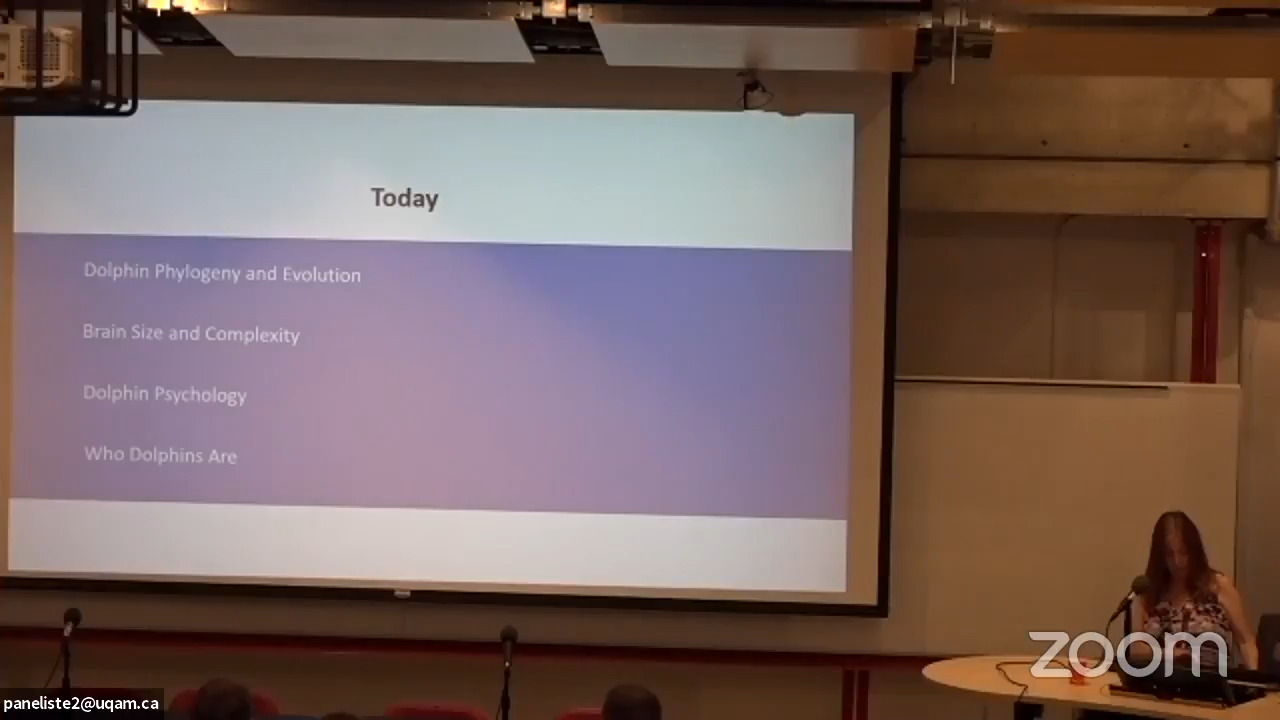 Today
Dolphin Phylogeny and Evolution
Brain Size and Complexity
Dolphin Psychology
Who Dolphins Are
zoom
paneliste2@uqam.ca